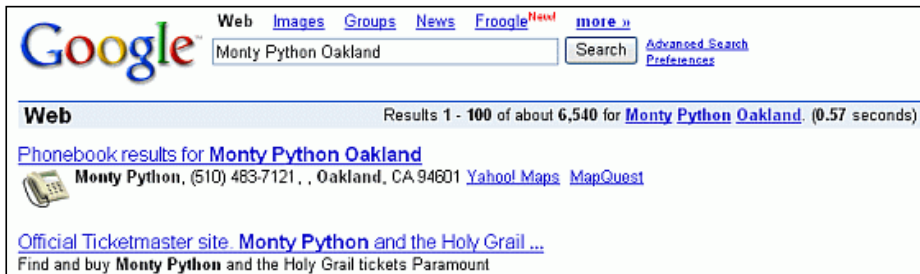 Web Images Groups News Froogle New! more »
Google™ Monty Python Oakland Search Advanced Search
Preferences
Web Results 1 - 100 of about 6,540 for Monty Python Oakland. (0.57 seconds)
Phonebook results for Monty Python Oakland
Monty Python, (510) 483-7121, , Oakland, CA 94601 Yahoo! Maps MapQuest
Official Ticketmaster site. Monty Python and the Holy Grail ...
Find and buy Monty Python and the Holy Grail tickets Paramount